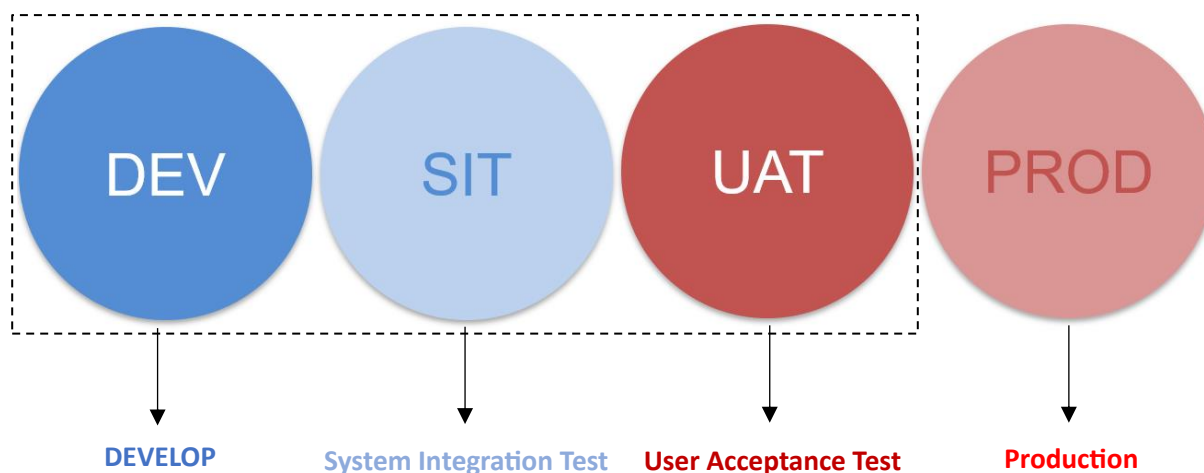 DEV
SIT
UAT
PROD
DEVELOP
System Integration Test
User Acceptance Test
Production